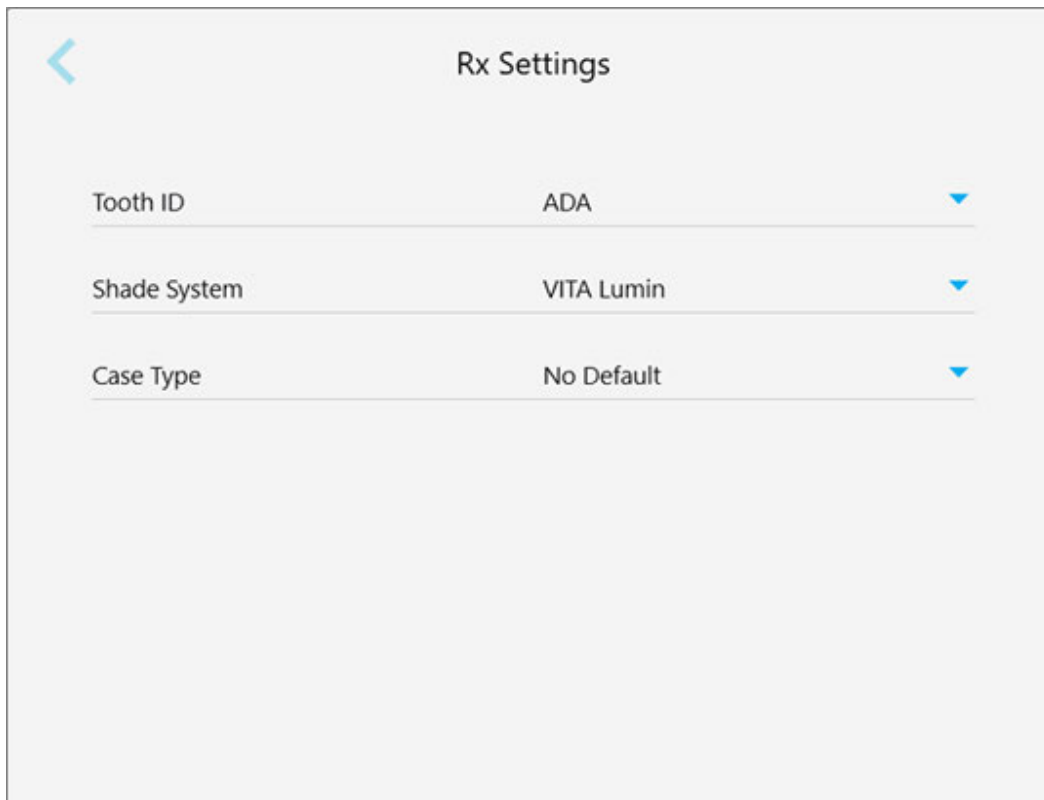 Rx Settings
Tooth ID ADA
Shade System VITA Lumin
Case Type No Default